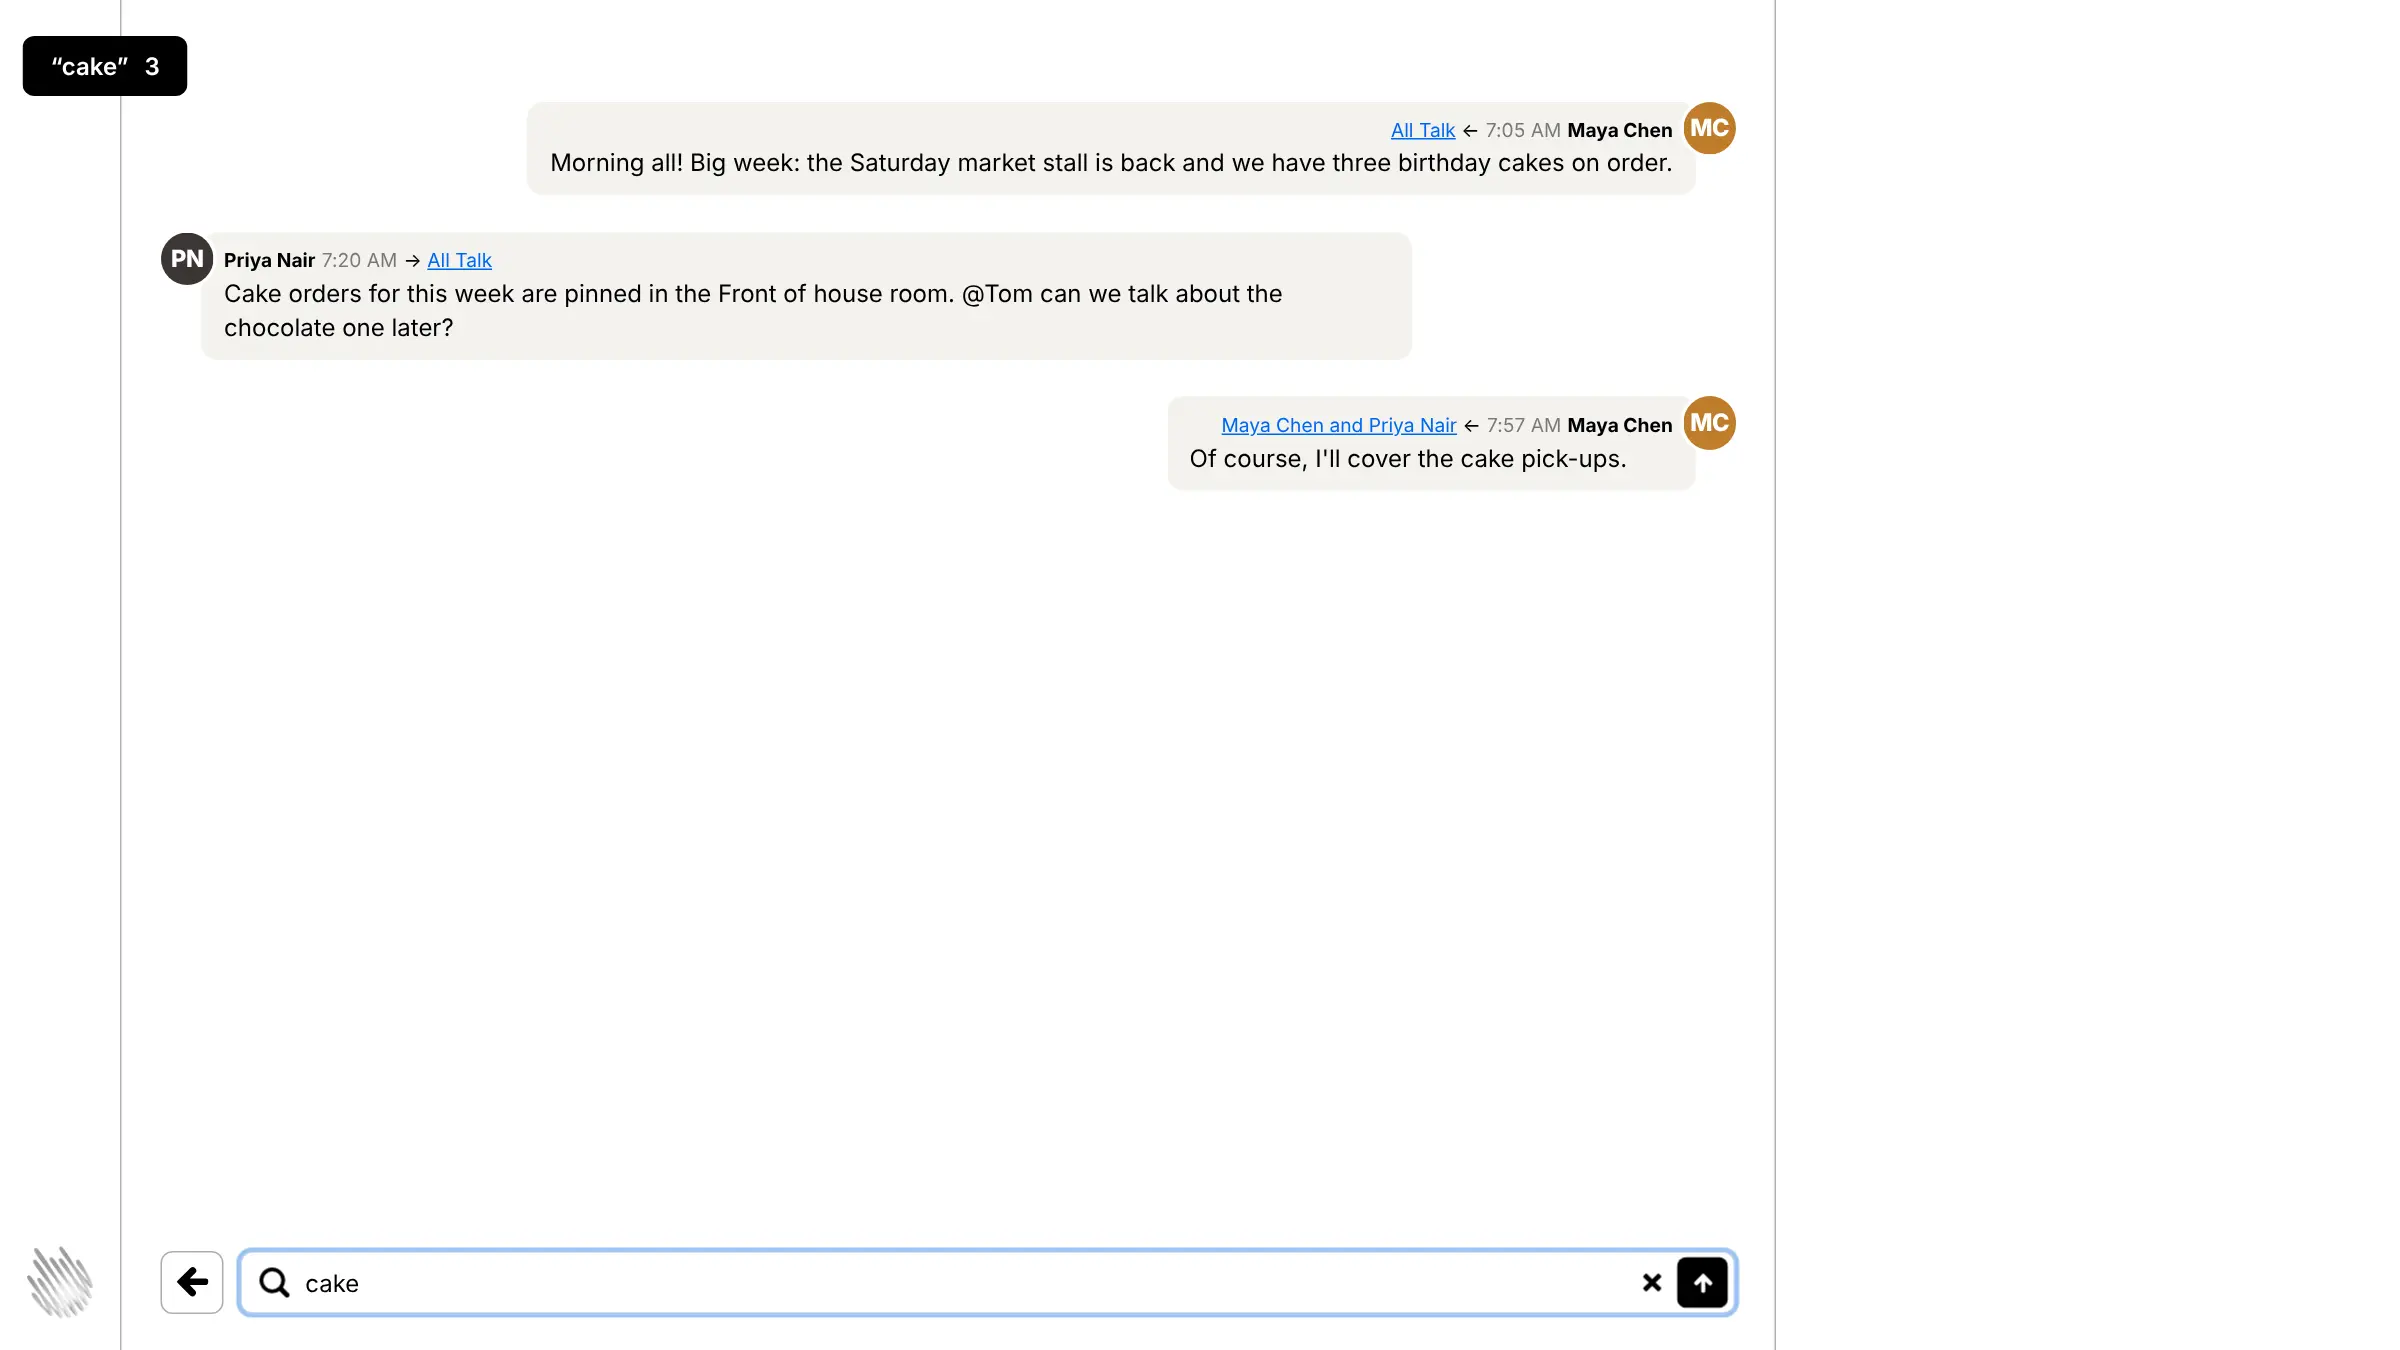 “cake” 3
All Talk ← 7:05 AM Maya Chen MC
Morning all! Big week: the Saturday market stall is back and we have three birthday cakes on order.
PN Priya Nair 7:20 AM → All Talk
Cake orders for this week are pinned in the Front of house room. @Tom can we talk about the
chocolate one later?
Maya Chen and Priya Nair ← 7:57 AM Maya Chen MC
Of course, I'll cover the cake pick-ups.
cake